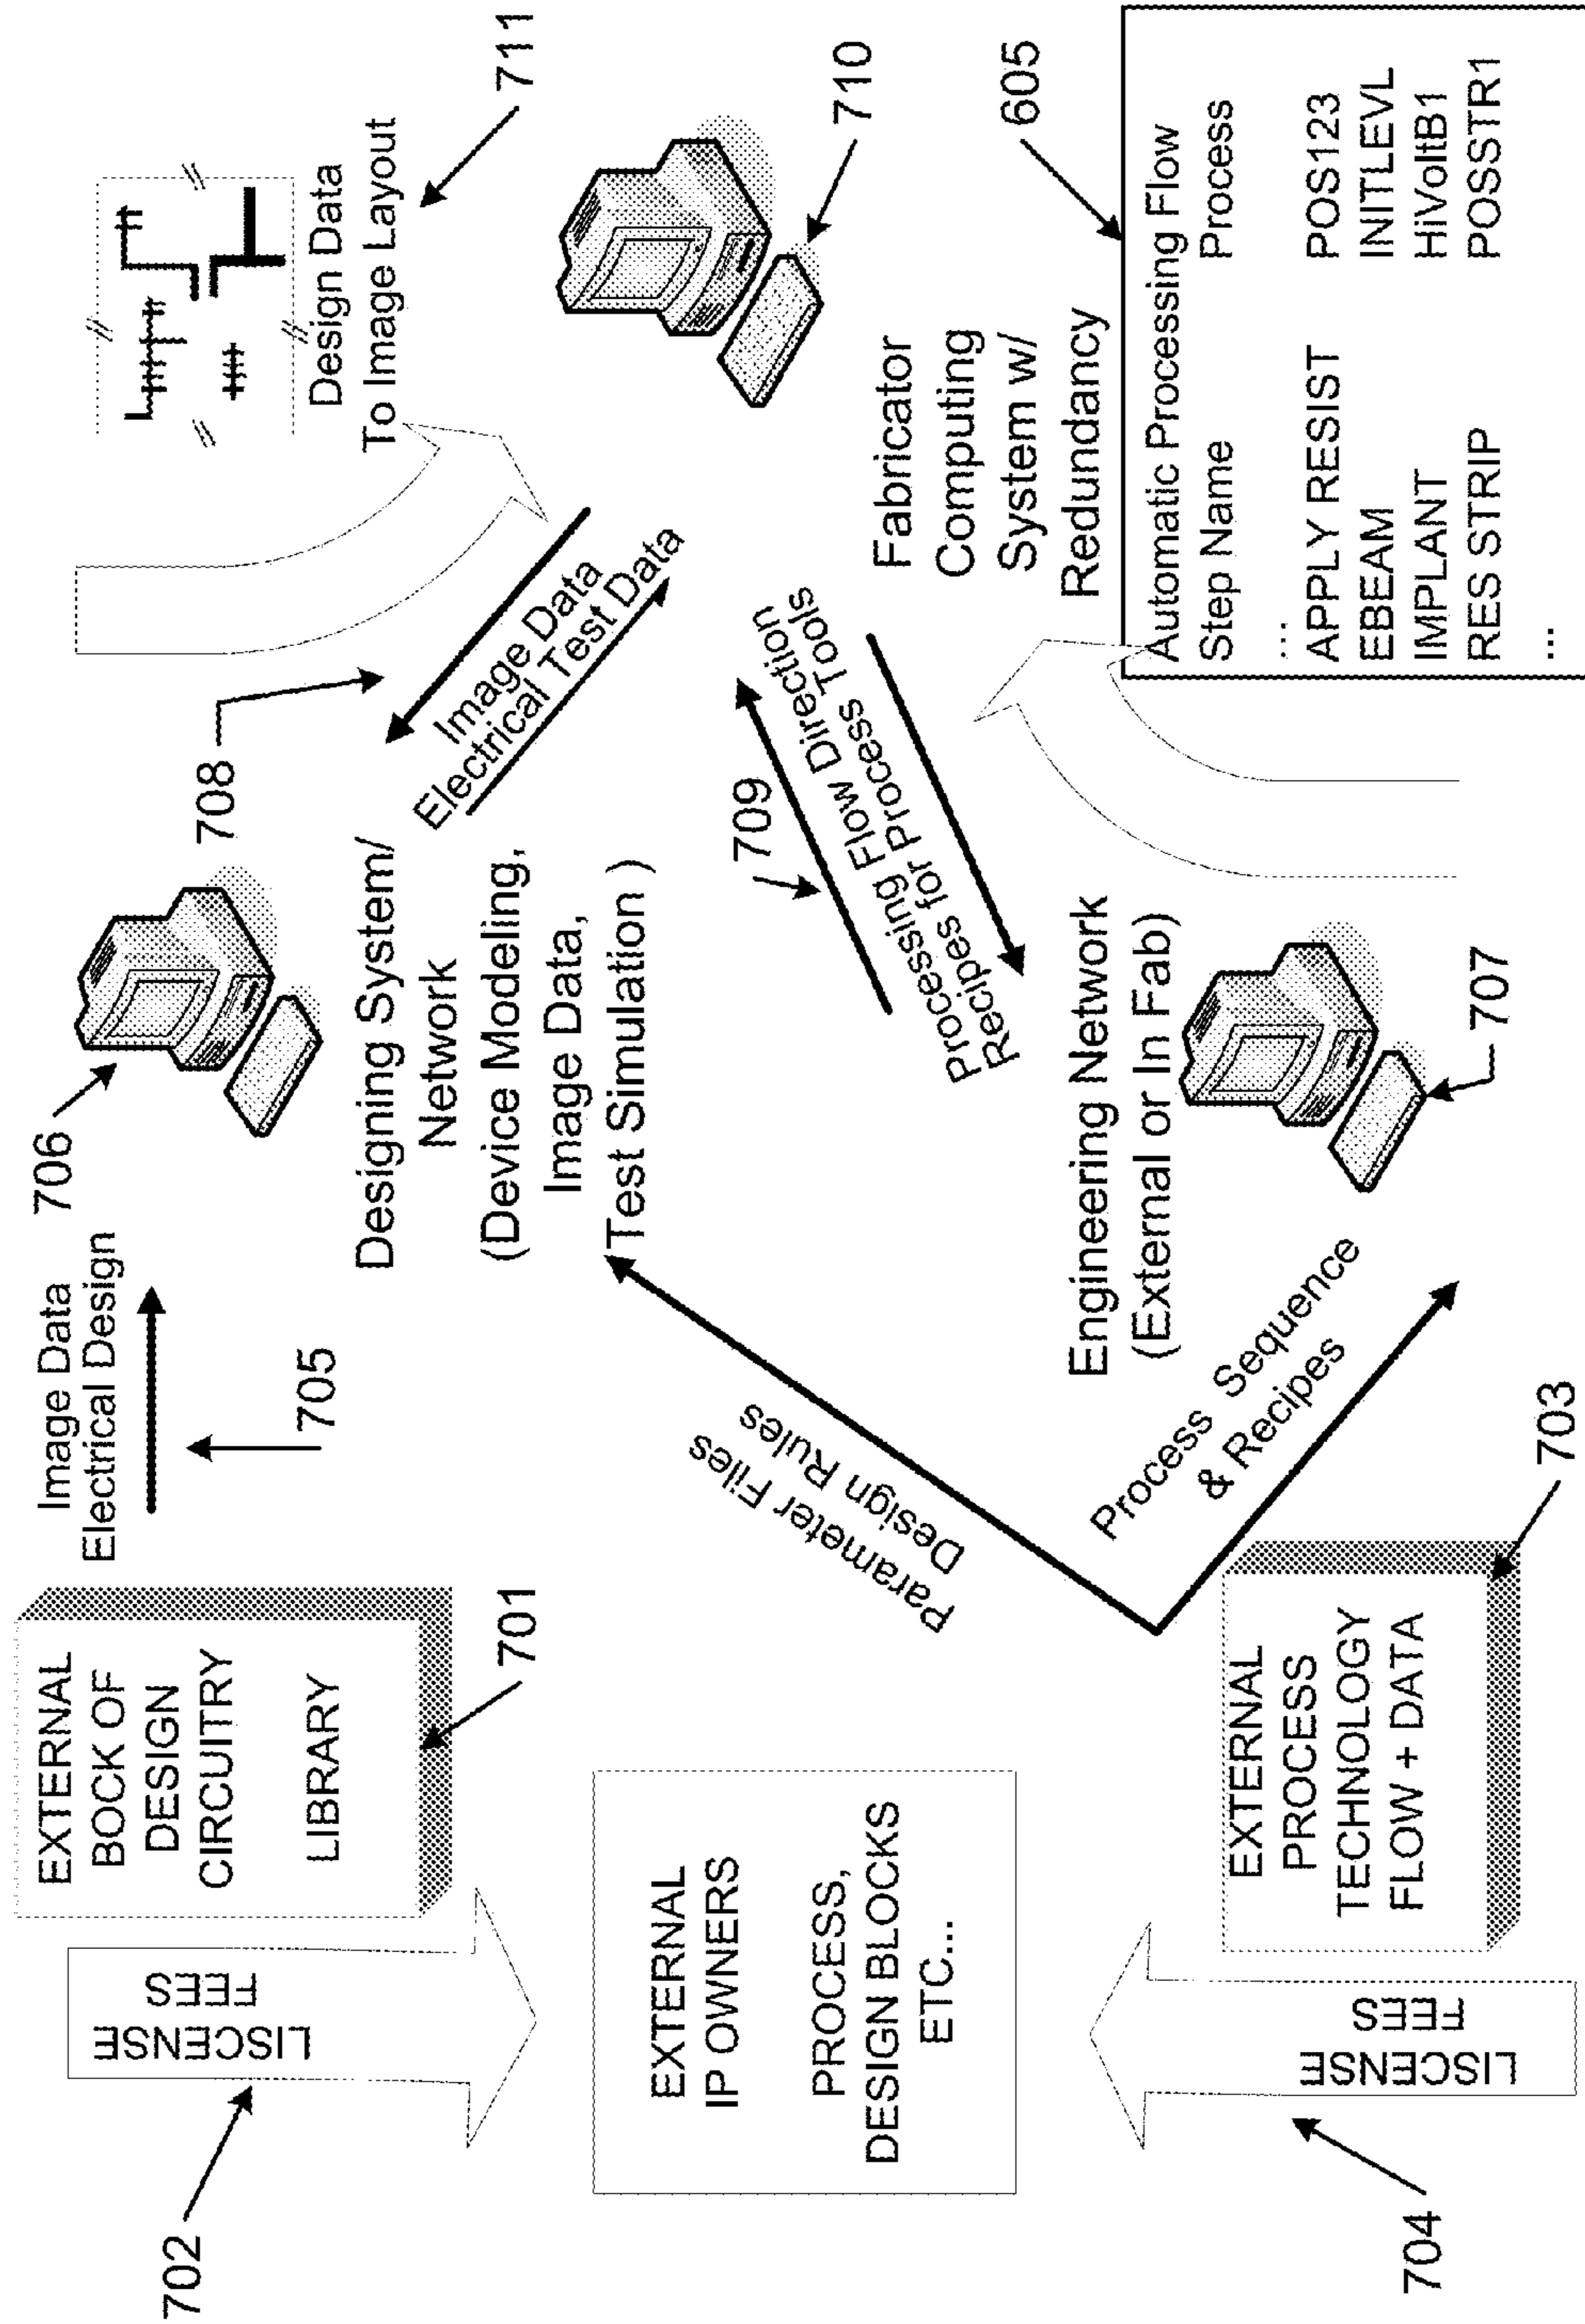 702
LISCENSE
FEES
EXTERNAL
BOCK OF
DESIGN
CIRCUITRY
LIBRARY
701
Image Data
Electrical Design
705
706
Designing System/
Network
(Device Modeling,
Image Data,
Test Simulation )
708
Image Data
Electrical Test Data
Design Data
To Image Layout
711
710
Fabricator
Computing
System w/
Redundancy
EXTERNAL
IP OWNERS
PROCESS,
DESIGN BLOCKS
ETC...
Parameter Files
Design Rules
709
Processing Flow Direction
Recipes for Process Tools
704
LISCENSE
FEES
EXTERNAL
PROCESS
TECHNOLOGY
FLOW + DATA
703
Process Sequence
& Recipes
Engineering Network
(External or In Fab)
707
605
Automatic Processing Flow
Step Name Process
...
APPLY RESIST POS123
EBEAM INITLEVL
IMPLANT HiVoltB1
RES STRIP POSSTR1
...